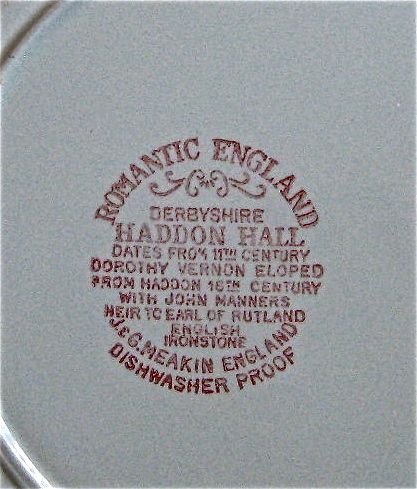 ROMANTIC ENGLAND
DERBYSHIRE
HADDON HALL
DATES FROM 11TH CENTURY
DOROTHY VERNON ELOPED
FROM HADDON 16TH CENTURY
WITH JOHN MANNERS
HEIR TO EARL OF RUTLAND
ENGLISH
IRONSTONE
J&G.MEAKIN ENGLAND
DISHWASHER PROOF